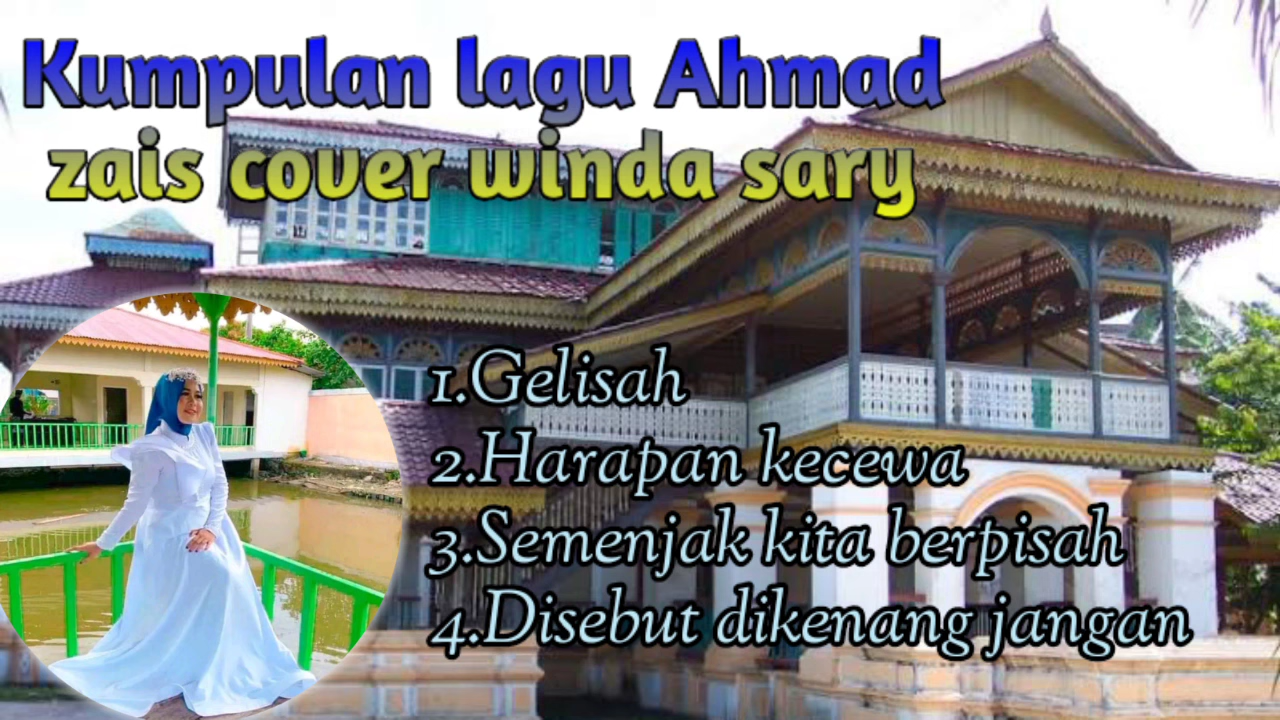 Kumpulan lagu Ahmad
zais cover winda sary
1.Gelisah
2.Harapan kecewa
3.Semenjak kita berpisah
4.Disebut dikenang jangan